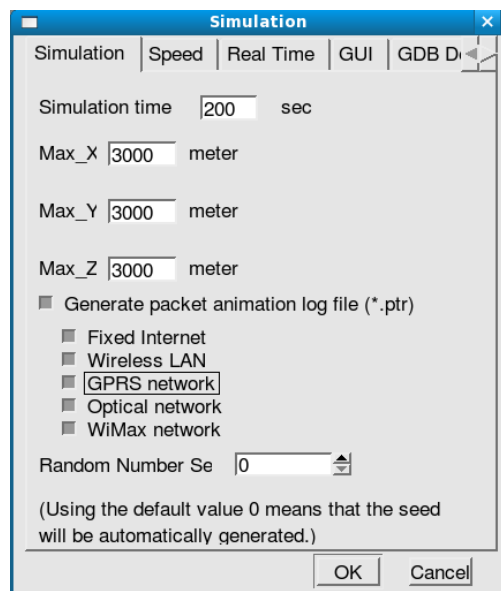 Simulation
Simulation Speed Real Time GUI GDB
Simulation time 200 sec
Max_X 3000 meter
Max_Y 3000 meter
Max_Z 3000 meter
Generate packet animation log file (*.ptr)
Fixed Internet
Wireless LAN
GPRS network
Optical network
WiMax network
Random Number Se 0
(Using the default value 0 means that the seed
will be automatically generated.)
OK Cancel